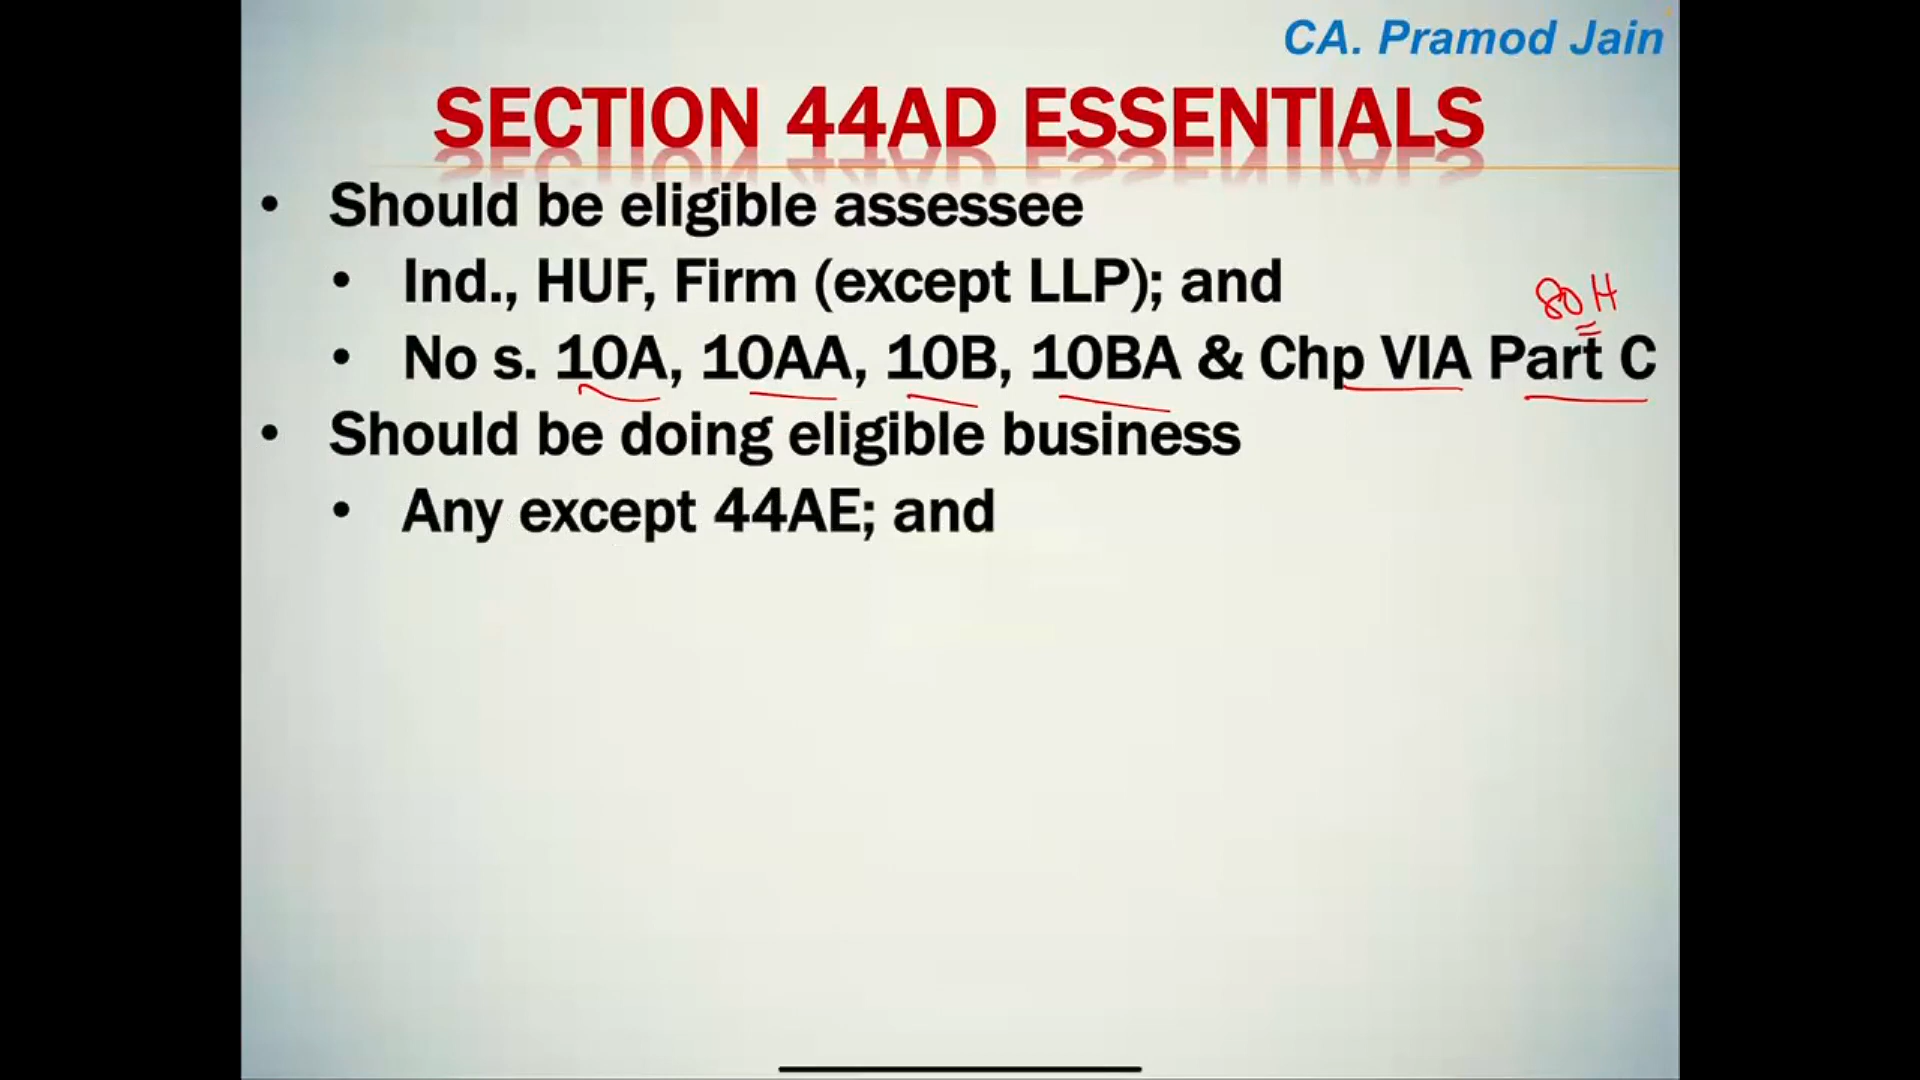 CA. Pramod Jain
SECTION 44AD ESSENTIALS
• Should be eligible assessee
• Ind., HUF, Firm (except LLP); and
80H
• No s. 10A, 10AA, 10B, 10BA & Chp VIA Part C
• Should be doing eligible business
• Any except 44AE; and